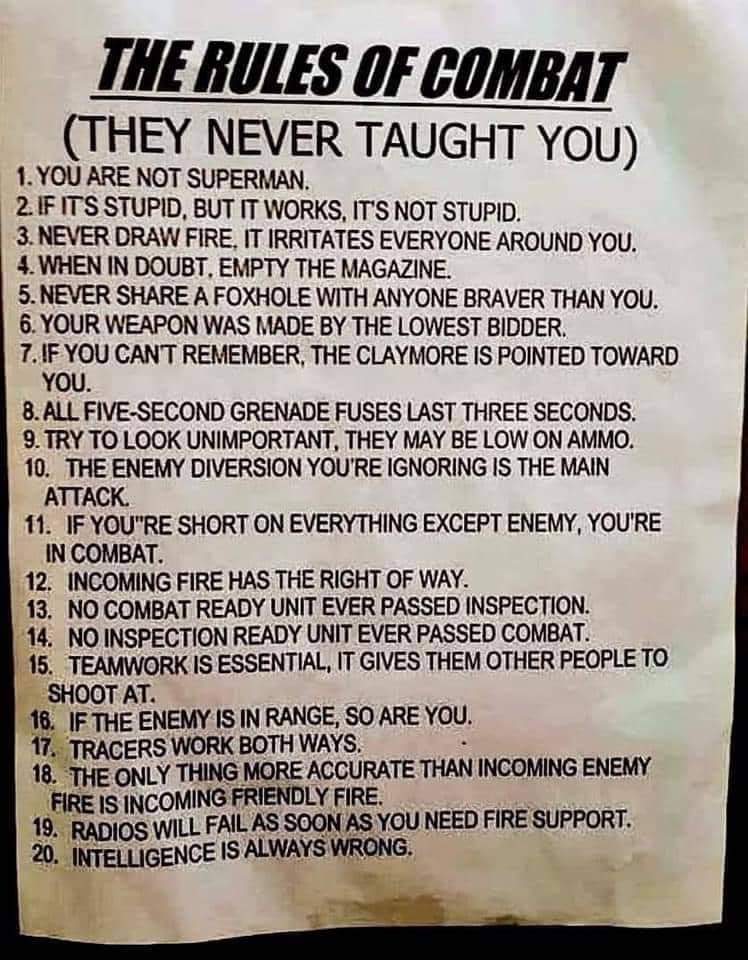 THE RULES OF COMBAT
(THEY NEVER TAUGHT YOU)
1. YOU ARE NOT SUPERMAN.
2. IF IT'S STUPID, BUT IT WORKS, IT'S NOT STUPID.
3. NEVER DRAW FIRE, IT IRRITATES EVERYONE AROUND YOU.
4. WHEN IN DOUBT, EMPTY THE MAGAZINE.
5. NEVER SHARE A FOXHOLE WITH ANYONE BRAVER THAN YOU.
6. YOUR WEAPON WAS MADE BY THE LOWEST BIDDER.
7. IF YOU CAN'T REMEMBER, THE CLAYMORE IS POINTED TOWARD
YOU.
8. ALL FIVE-SECOND GRENADE FUSES LAST THREE SECONDS.
9. TRY TO LOOK UNIMPORTANT, THEY MAY BE LOW ON AMMO.
10. THE ENEMY DIVERSION YOU'RE IGNORING IS THE MAIN
ATTACK.
11. IF YOU"RE SHORT ON EVERYTHING EXCEPT ENEMY, YOU'RE
IN COMBAT.
12. INCOMING FIRE HAS THE RIGHT OF WAY.
13. NO COMBAT READY UNIT EVER PASSED INSPECTION.
14. NO INSPECTION READY UNIT EVER PASSED COMBAT.
15. TEAMWORK IS ESSENTIAL, IT GIVES THEM OTHER PEOPLE TO
SHOOT AT.
16. IF THE ENEMY IS IN RANGE, SO ARE YOU.
17. TRACERS WORK BOTH WAYS.
18. THE ONLY THING MORE ACCURATE THAN INCOMING ENEMY
FIRE IS INCOMING FRIENDLY FIRE.
19. RADIOS WILL FAIL AS SOON AS YOU NEED FIRE SUPPORT.
20. INTELLIGENCE IS ALWAYS WRONG.